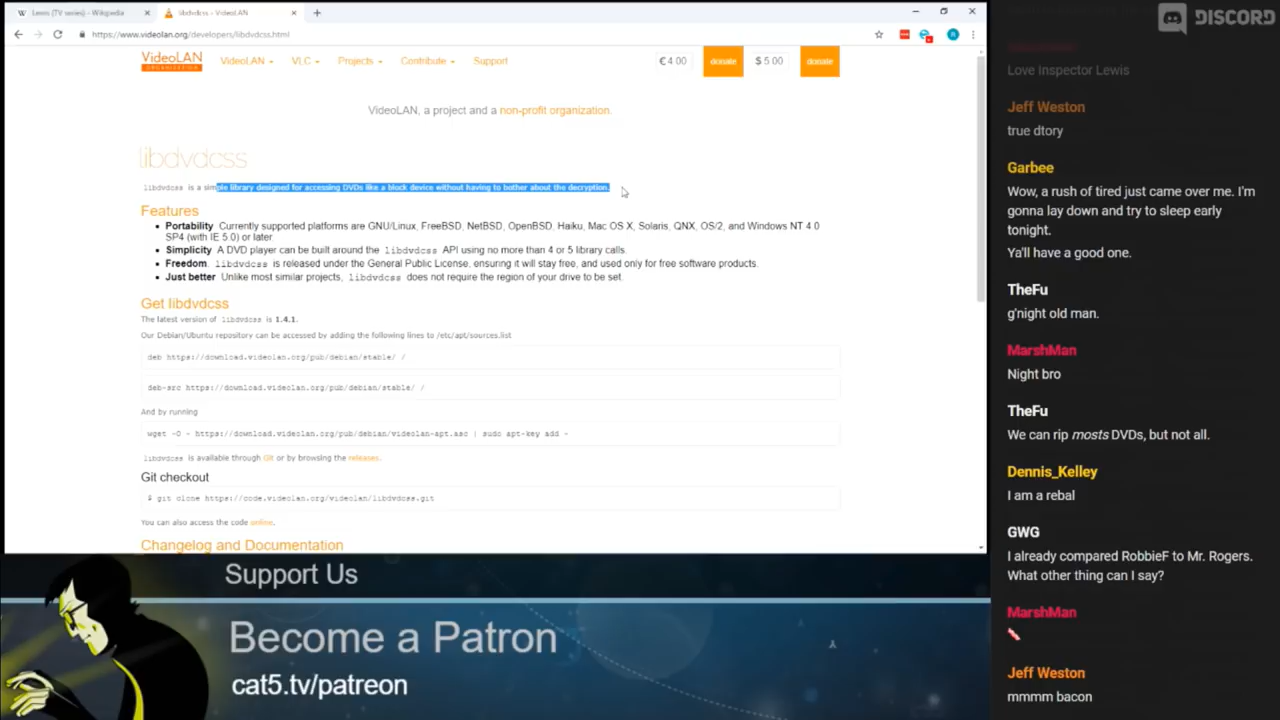 Lewis (TV series) - Wikipedia
libdvdcss - VideoLAN
https://www.videolan.org/developers/libdvdcss.html
VideoLAN
ORGANIZATION
VideoLAN VLC Projects Contribute Support
€ 4.00 donate $ 5.00 donate
VideoLAN, a project and a non-profit organization.
libdvdcss
libdvdcss is a simple library designed for accessing DVDs like a block device without having to bother about the decryption.
Features
Portability Currently supported platforms are GNU/Linux, FreeBSD, NetBSD, OpenBSD, Haiku, Mac OS X, Solaris, QNX, OS/2, and Windows NT 4.0
SP4 (with IE 5.0) or later.
Simplicity A DVD player can be built around the libdvdcss API using no more than 4 or 5 library calls.
Freedom libdvdcss is released under the General Public License, ensuring it will stay free, and used only for free software products.
Just better Unlike most similar projects, libdvdcss does not require the region of your drive to be set.
Get libdvdcss
The latest version of libdvdcss is 1.4.1.
Our Debian/Ubuntu repository can be accessed by adding the following lines to /etc/apt/sources.list
deb https://download.videolan.org/pub/debian/stable/ /
deb-src https://download.videolan.org/pub/debian/stable/ /
And by running
wget -O - https://download.videolan.org/pub/debian/videolan-apt.asc | sudo apt-key add -
libdvdcss is available through Git or by browsing the releases.
Git checkout
$ git clone https://code.videolan.org/videolan/libdvdcss.git
You can also access the code online.
Changelog and Documentation
Support Us
Become a Patron
cat5.tv/patreon
DISCORD
Love Inspector Lewis
Jeff Weston
true dtory
Garbee
Wow, a rush of tired just came over me. I'm
gonna lay down and try to sleep early
tonight.
Ya'll have a good one.
TheFu
g'night old man.
MarshMan
Night bro
TheFu
We can rip mosts DVDs, but not all.
Dennis_Kelley
I am a rebal
GWG
I already compared RobbieF to Mr. Rogers.
What other thing can I say?
MarshMan
Jeff Weston
mmmm bacon